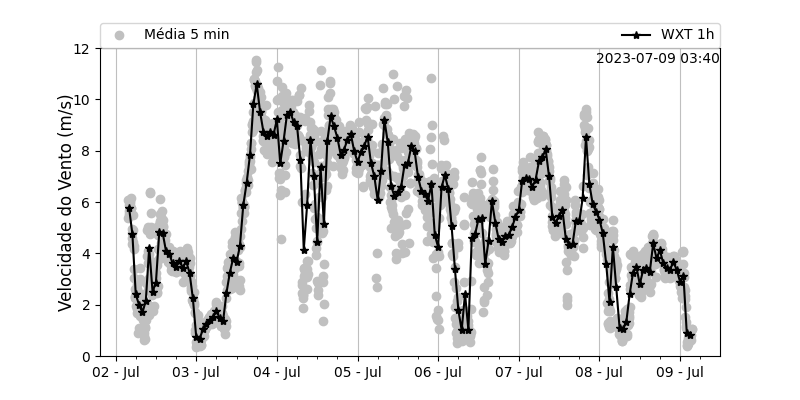 Média 5 min
WXT 1h
2023-07-09 03:40
Velocidade do Vento (m/s)
12
10
8
6
4
2
0
02 - Jul
03 - Jul
04 - Jul
05 - Jul
06 - Jul
07 - Jul
08 - Jul
09 - Jul